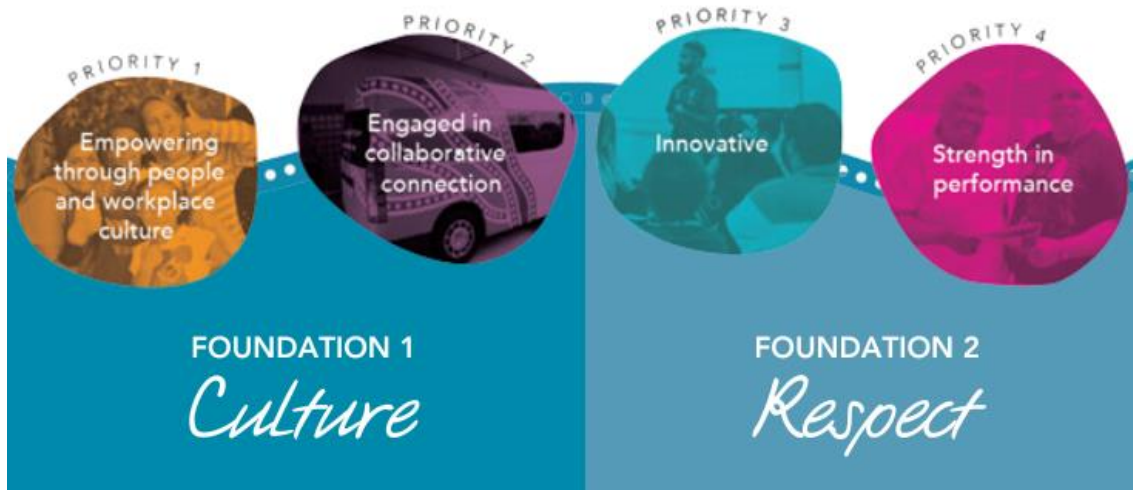 PRIORITY 1
Empowering
through people
and workplace
culture
PRIORITY 2
Engaged in
collaborative
connection
PRIORITY 3
Innovative
PRIORITY 4
Strength in
performance
FOUNDATION 1
Culture
FOUNDATION 2
Respect